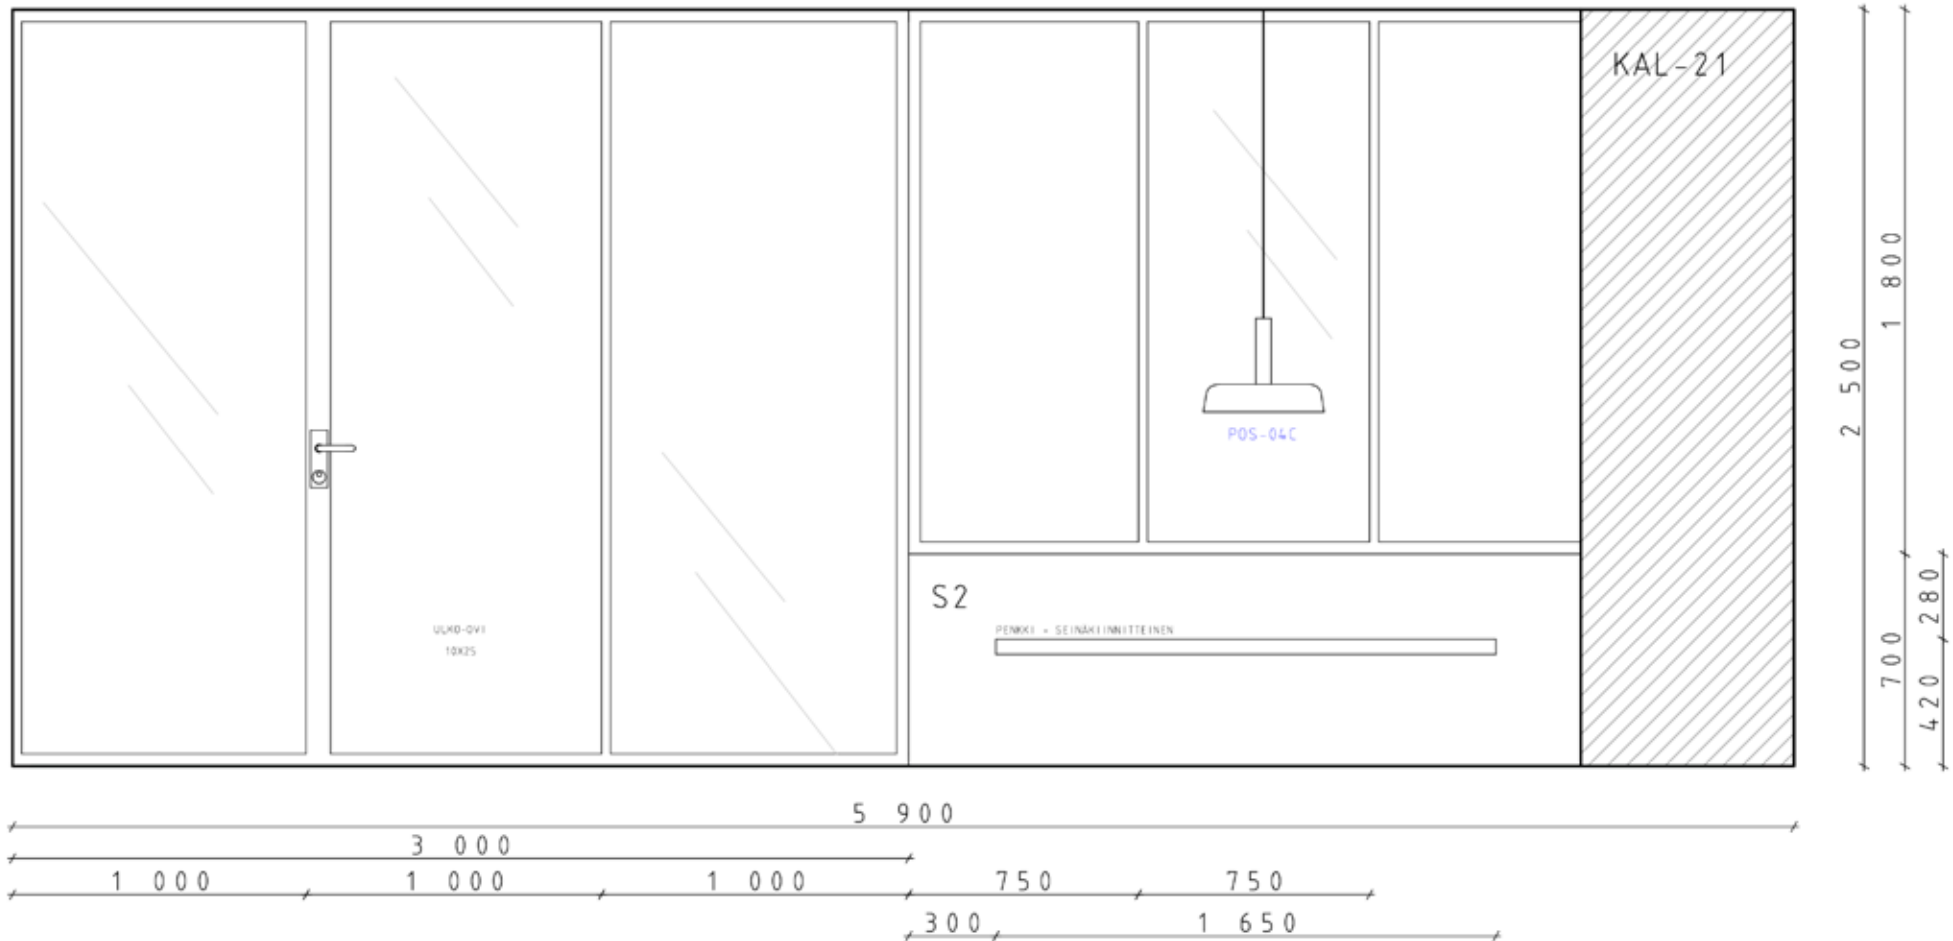 KAL-21
POS-04C
S2
PENKKI - SEINÄKIINNITTEINEN
ULKO-OVI
10X25
2 500
1 800
700
280
420
5 900
3 000
1 000 1 000 1 000 750 750
300 1 650